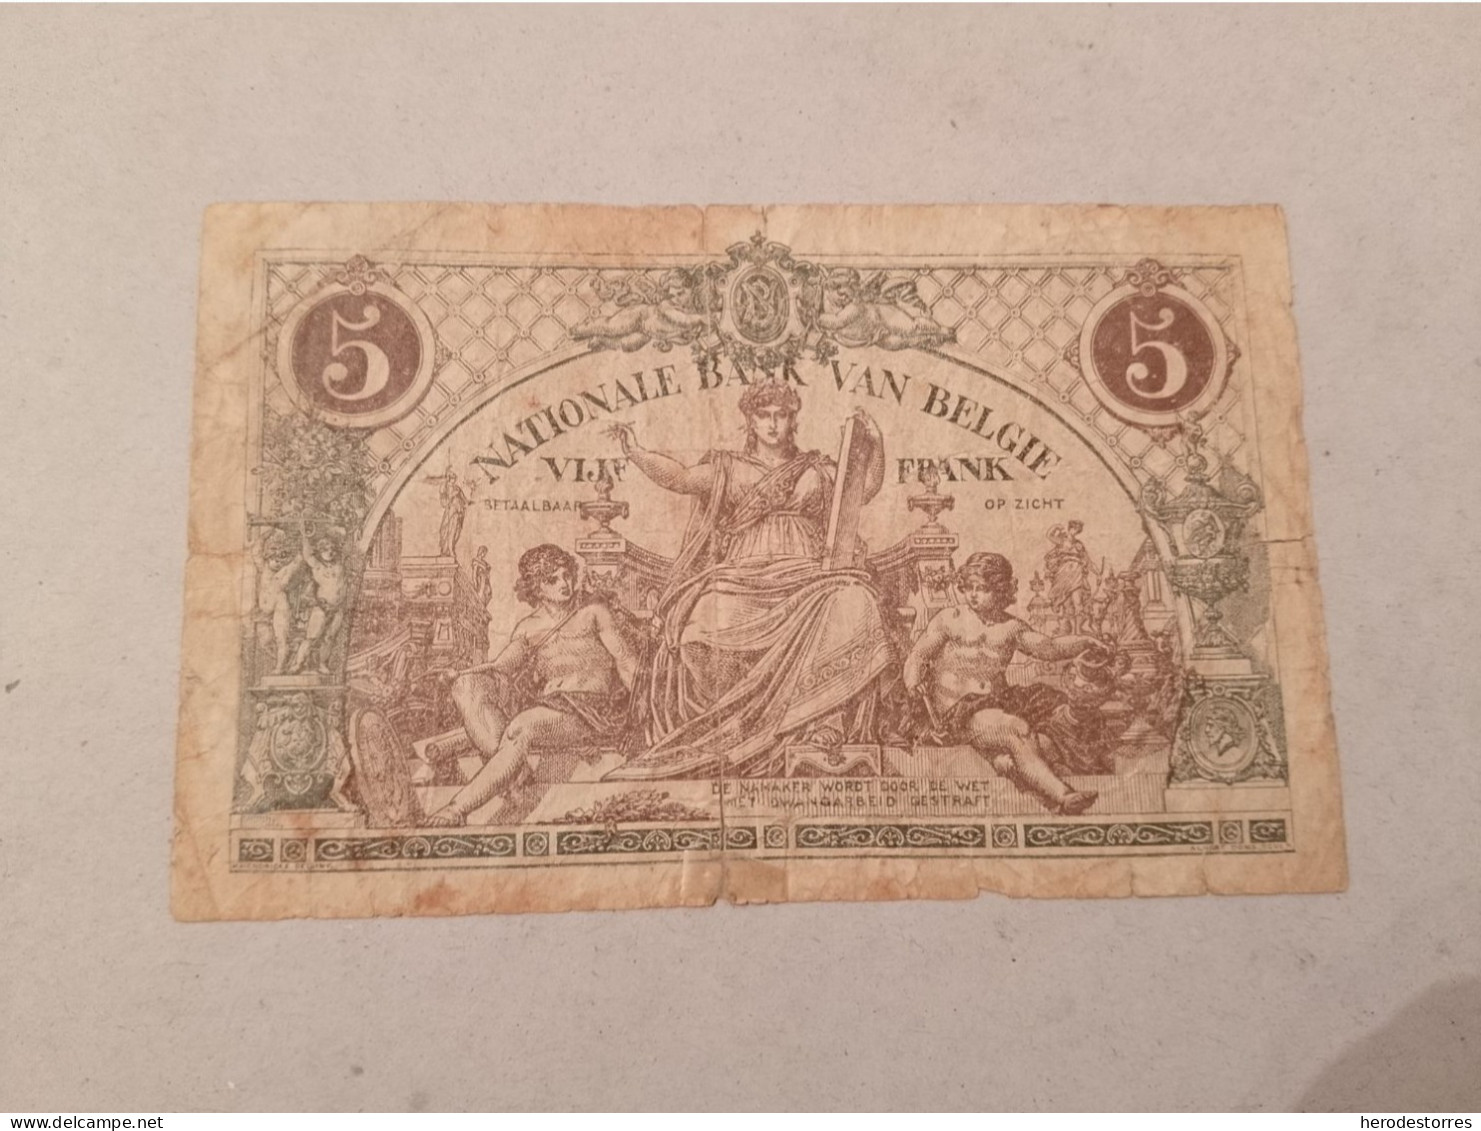 5
5
NATIONALE BANK VAN BELGIE
VIJF FRANK
BETAALBAAR OP ZICHT
DE NAMAKER WORDT DOOR DE WET
MET DWANGARBEID GESTRAFT
delcampe.net
herodestorres